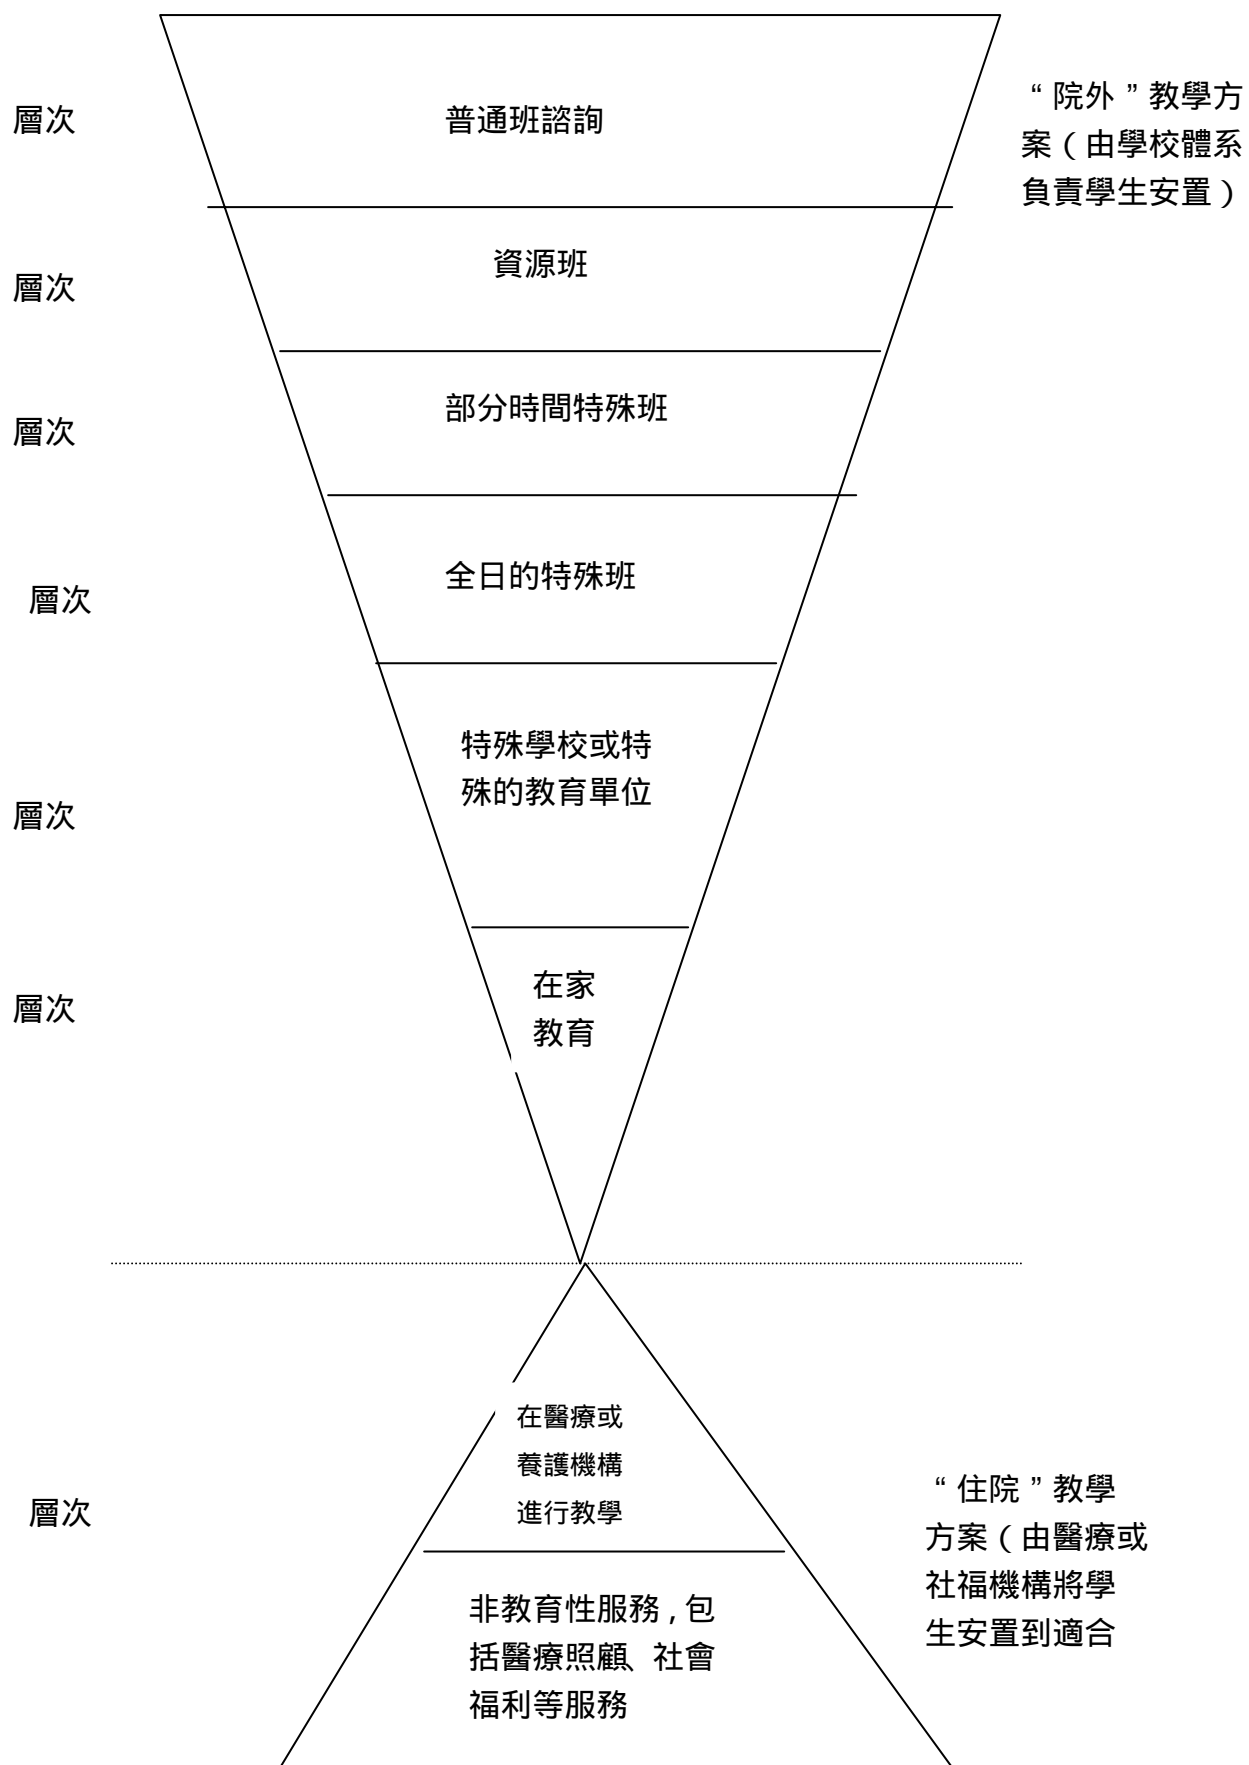 層次
普通班諮詢
“院外”教學方
案(由學校體系
負責學生安置)
層次
資源班
層次
部分時間特殊班
層次
全日的特殊班
層次
特殊學校或特
殊的教育單位
層次
在家
教育
層次
在醫療或
養護機構
進行教學
“住院”教學
方案(由醫療或
社福機構將學
生安置到適合
非教育性服務,包
括醫療照顧、社會
福利等服務